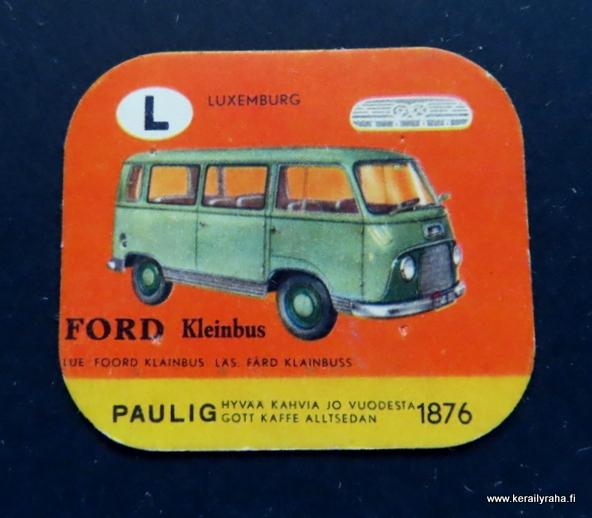 L
LUXEMBURG
FORD Kleinbus
LUE FOORD KLAINBUS LÄS. FÅRD KLAINBUSS
PAULIG HYVÄÄ KAHVIA JO VUODESTA 1876
GOTT KAFFE ALLTSEDAN
www.kerailyraha.fi